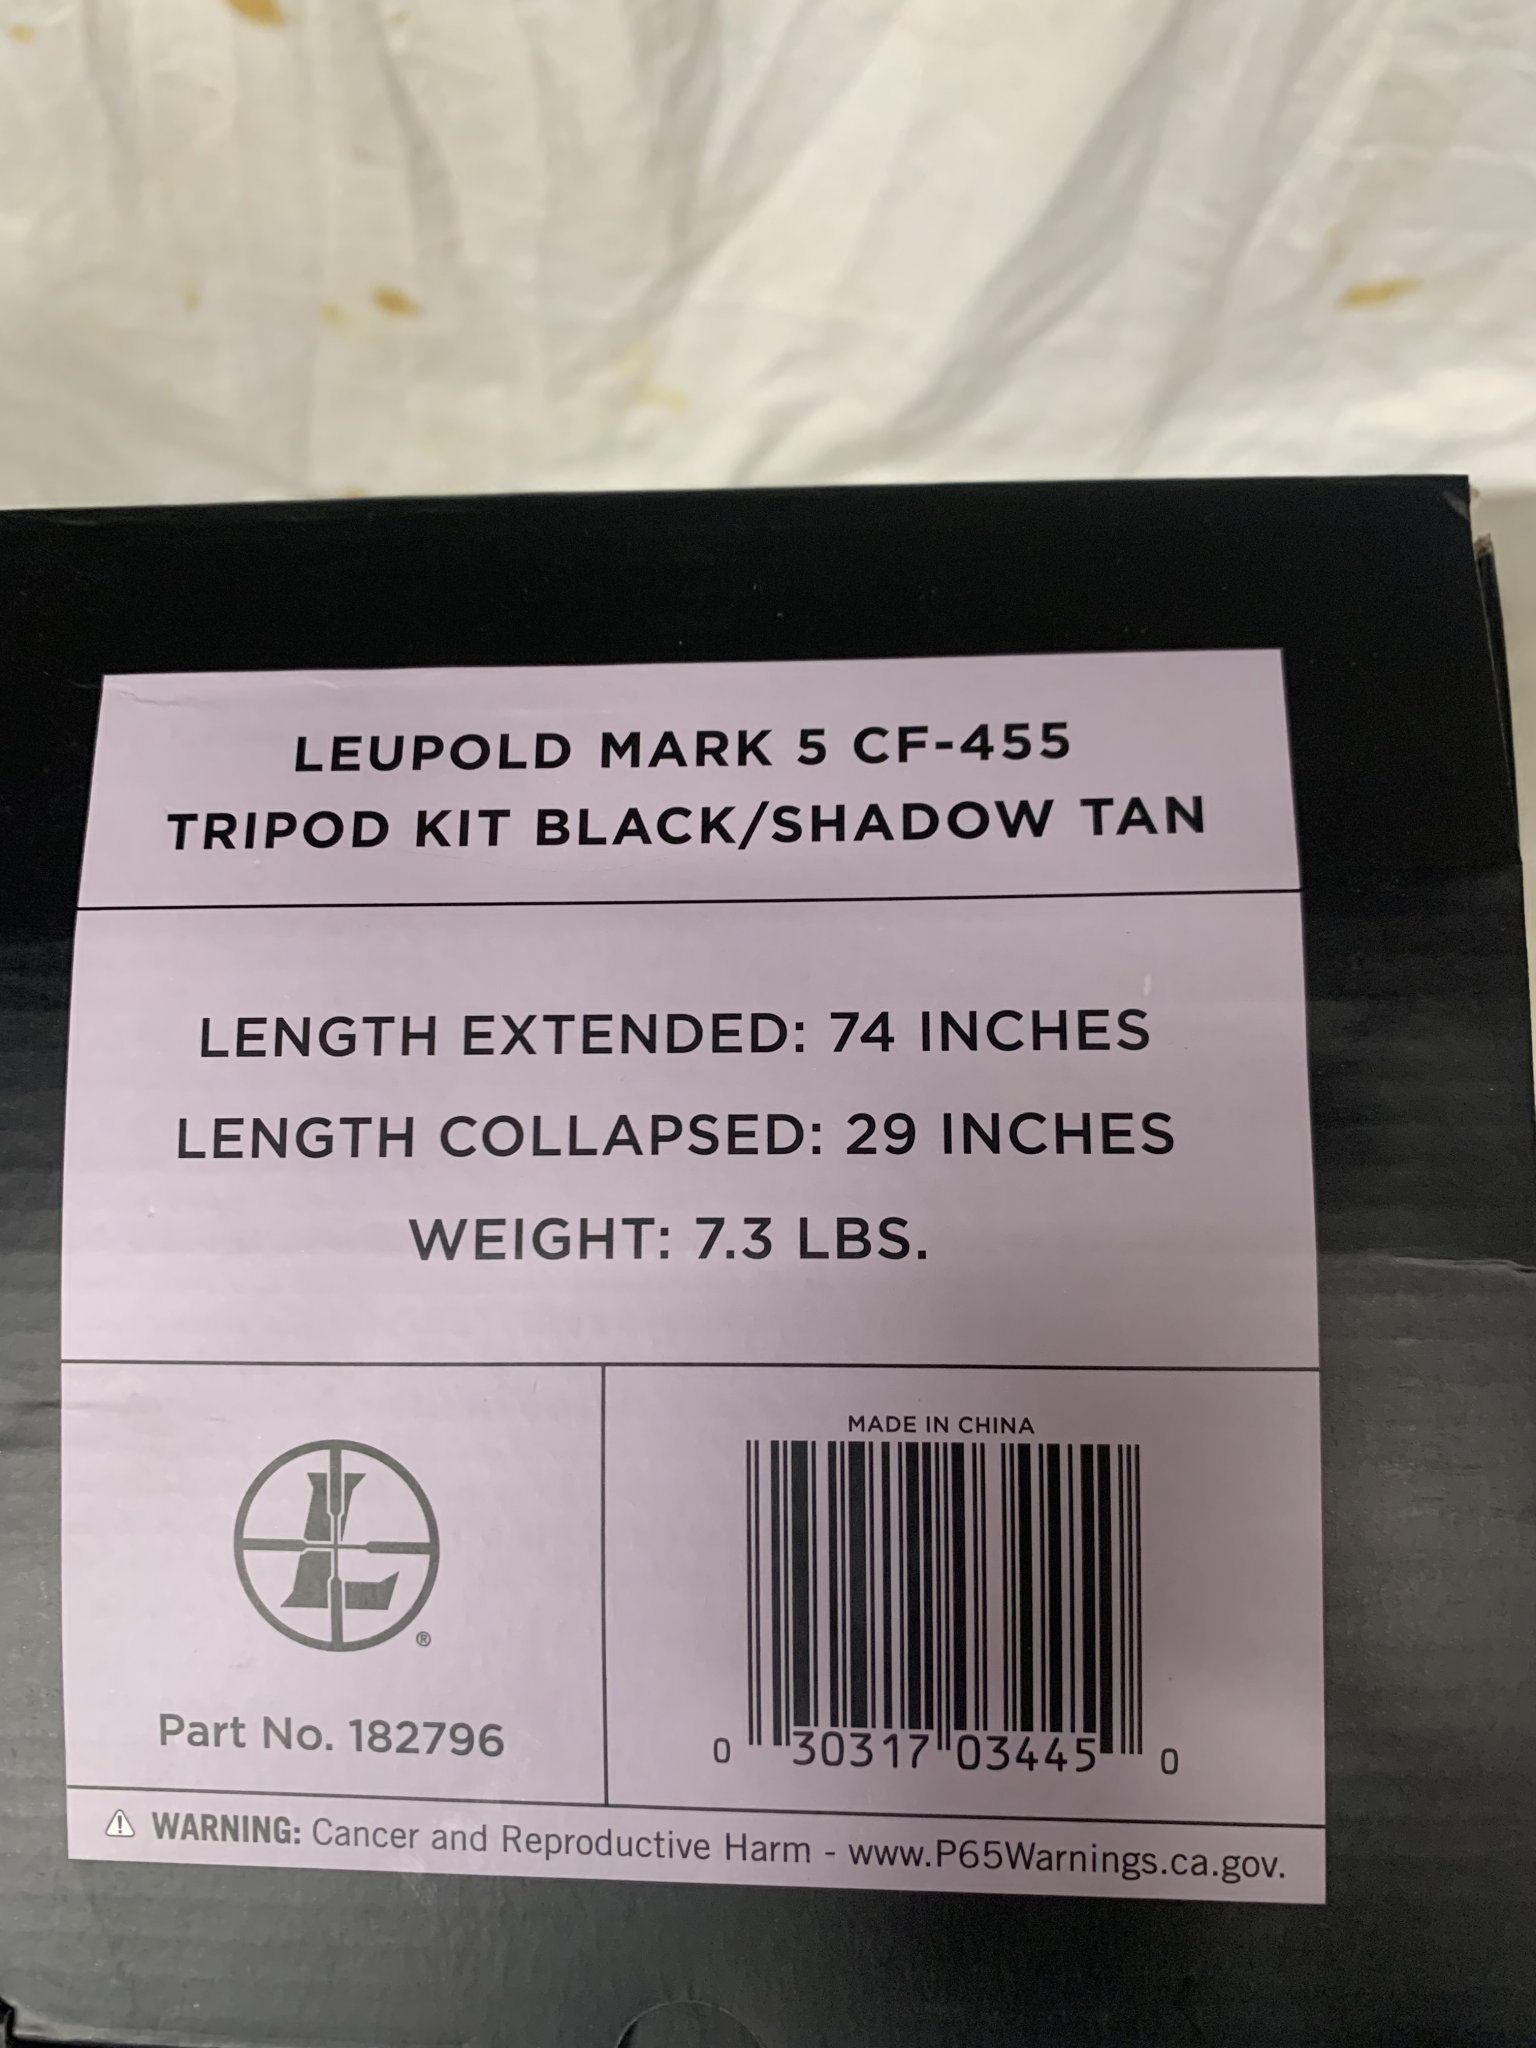 LEUPOLD MARK 5 CF-455
TRIPOD KIT BLACK/SHADOW TAN
LENGTH EXTENDED: 74 INCHES
LENGTH COLLAPSED: 29 INCHES
WEIGHT: 7.3 LBS.
L
®
Part No. 182796
MADE IN CHINA
0 30317 03445 0
WARNING: Cancer and Reproductive Harm - www.P65Warnings.ca.gov.